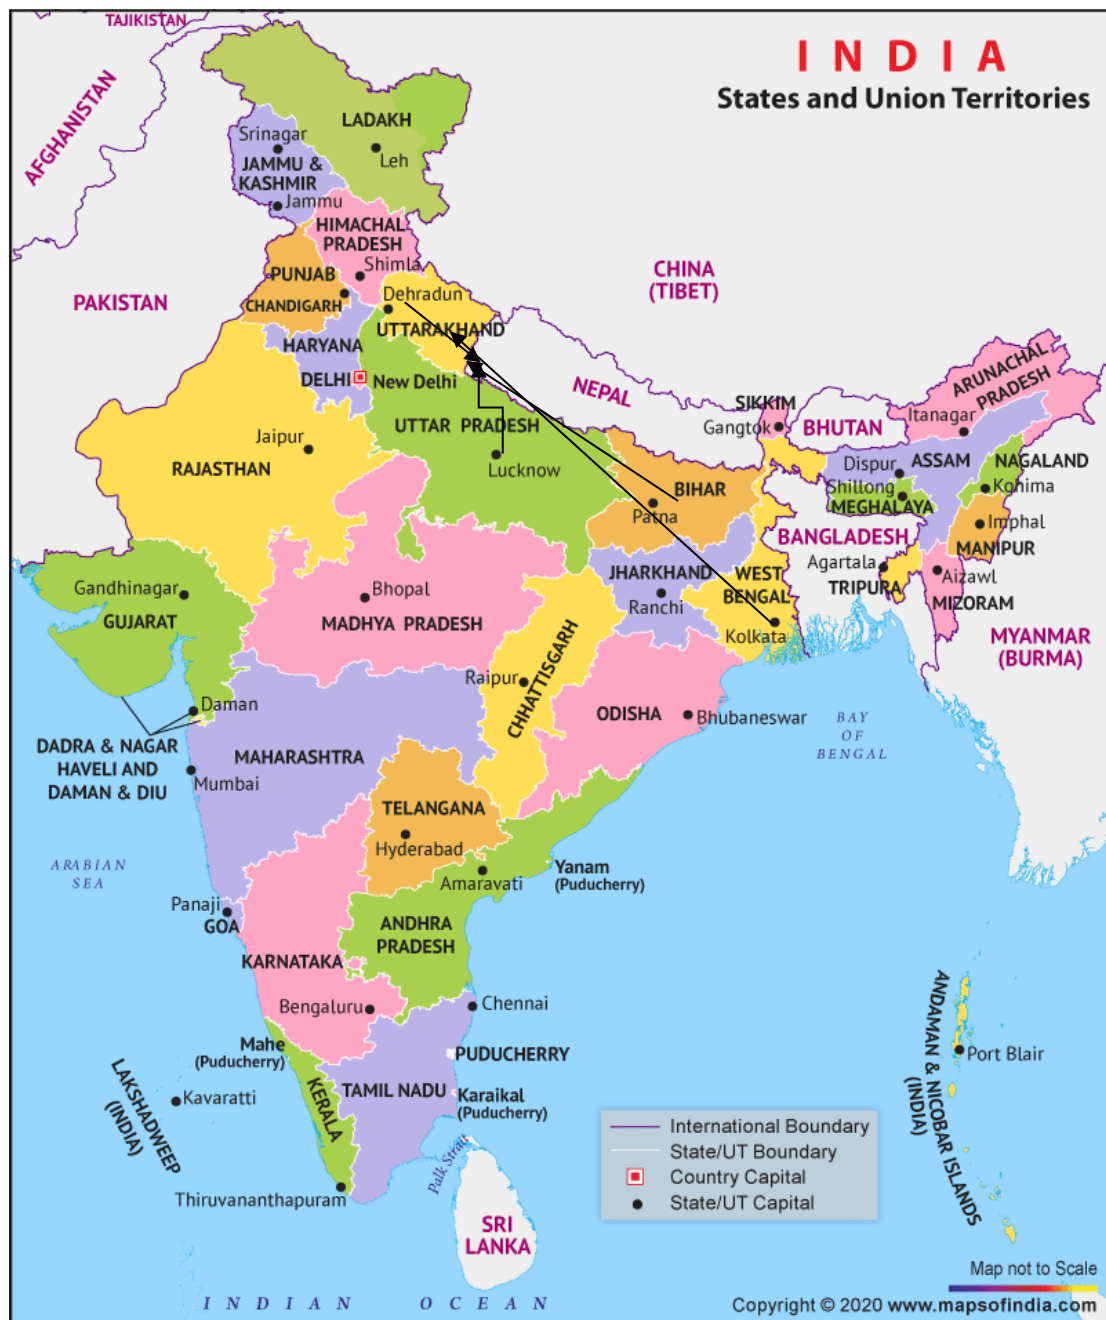 TAJIKISTAN
I N D I A
States and Union Territories
AFGHANISTAN
LADAKH
Srinagar
Leh
JAMMU &
KASHMIR
Jammu
HIMACHAL
PRADESH
Shimla
PUNJAB
CHANDIGARH
CHINA
(TIBET)
PAKISTAN
Dehradun
UTTARAKHAND
HARYANA
DELHI
New Delhi
NEPAL
ARUNACHAL
PRADESH
SIKKIM
Gangtok
BHUTAN
Itanagar
UTTAR PRADESH
Jaipur
RAJASTHAN
Lucknow
Dispur
ASSAM
NAGALAND
Shillong
Kohima
MEGHALAYA
BIHAR
Patna
Imphal
MANIPUR
BANGLADESH
Agartala
TRIPURA
Aizawl
MIZORAM
JHARKHAND
Ranchi
WEST
BENGAL
Kolkata
Gandhinagar
GUJARAT
Bhopal
MADHYA PRADESH
MYANMAR
(BURMA)
CHHATTISGARH
Raipur
Daman
ODISHA
Bhubaneswar
BAY
OF
BENGAL
DADRA & NAGAR
HAVELI AND
DAMAN & DIU
MAHARASHTRA
Mumbai
TELANGANA
Hyderabad
ARABIAN
SEA
Yanam
(Puducherry)
Amaravati
Panaji
GOA
ANDHRA
PRADESH
KARNATAKA
Bengaluru
Chennai
Mahe
(Puducherry)
PUDUCHERRY
ANDAMAN & NICOBAR ISLANDS
(INDIA)
Port Blair
LAKSHADWEEP
(INDIA)
Kavaratti
KERALA
TAMIL NADU
Karaikal
(Puducherry)
Palk Strait
Thiruvananthapuram
SRI
LANKA
International Boundary
State/UT Boundary
Country Capital
State/UT Capital
Map not to Scale
INDIAN OCEAN
Copyright © 2020 www.mapsofindia.com